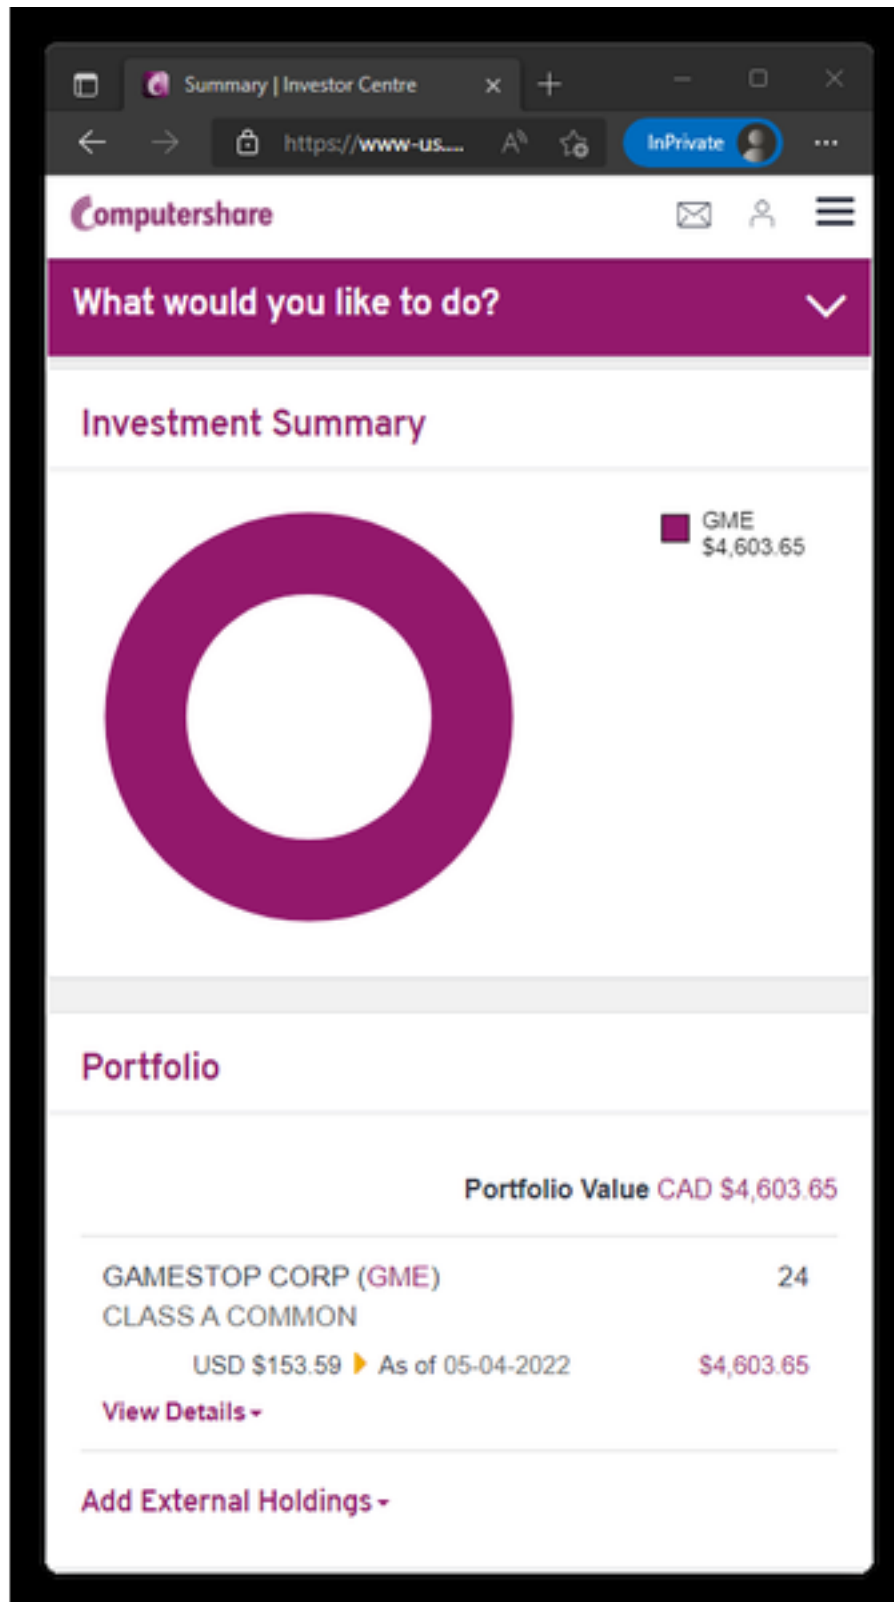 Summary | Investor Centre
https://www-us....
InPrivate
Computershare
What would you like to do?
Investment Summary
GME
$4,603.65
Portfolio
Portfolio Value CAD $4,603.65
GAMESTOP CORP (GME) 24
CLASS A COMMON
USD $153.59 As of 05-04-2022 $4,603.65
View Details
Add External Holdings